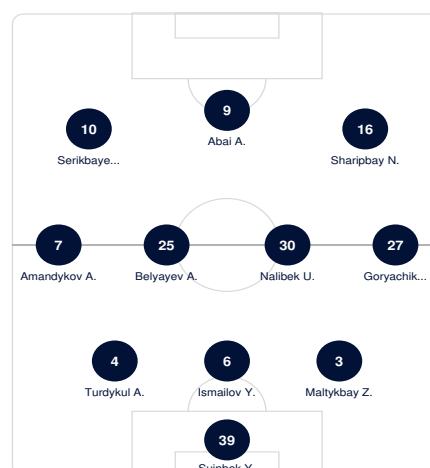 9
Abai A.
10
Serikbaye...
16
Sharipbay N.
7
Amandykov A.
25
Belyayev A.
30
Nalibek U.
27
Goryachik...
4
Turdykul A.
6
Ismailov Y.
3
Maltykbay Z.
39